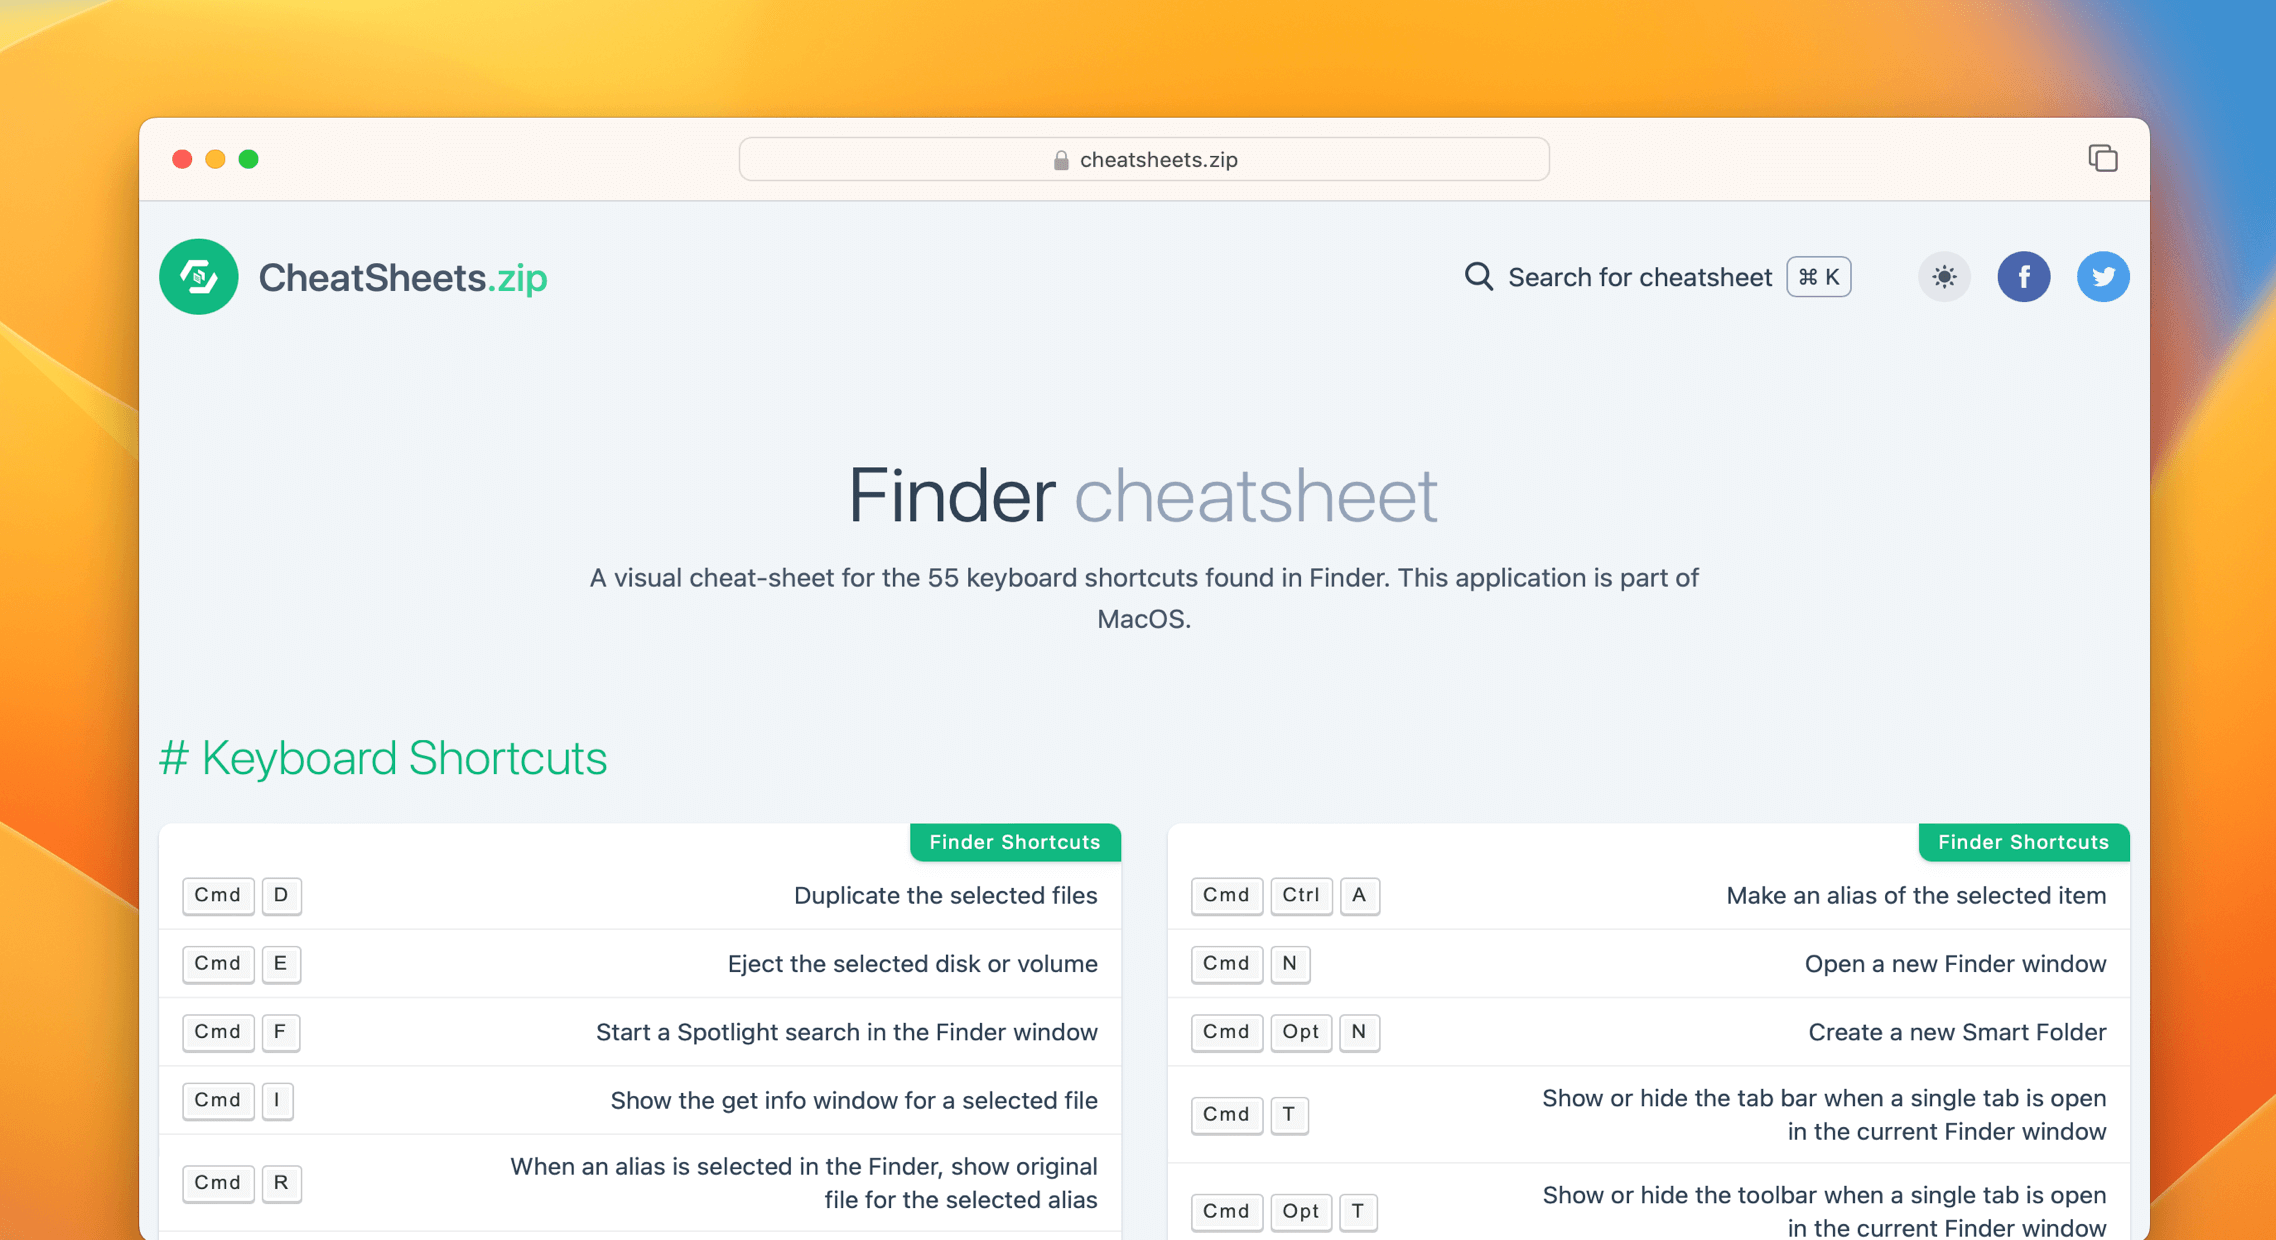 cheatsheets.zip
CheatSheets.zip
Search for cheatsheet ⌘ K
Finder cheatsheet
A visual cheat-sheet for the 55 keyboard shortcuts found in Finder. This application is part of
MacOS.
# Keyboard Shortcuts
Finder Shortcuts
Cmd D Duplicate the selected files
Cmd E Eject the selected disk or volume
Cmd F Start a Spotlight search in the Finder window
Cmd I Show the get info window for a selected file
Cmd R When an alias is selected in the Finder, show original
file for the selected alias
Finder Shortcuts
Cmd Ctrl A Make an alias of the selected item
Cmd N Open a new Finder window
Cmd Opt N Create a new Smart Folder
Cmd T Show or hide the tab bar when a single tab is open
in the current Finder window
Cmd Opt T Show or hide the toolbar when a single tab is open
in the current Finder window